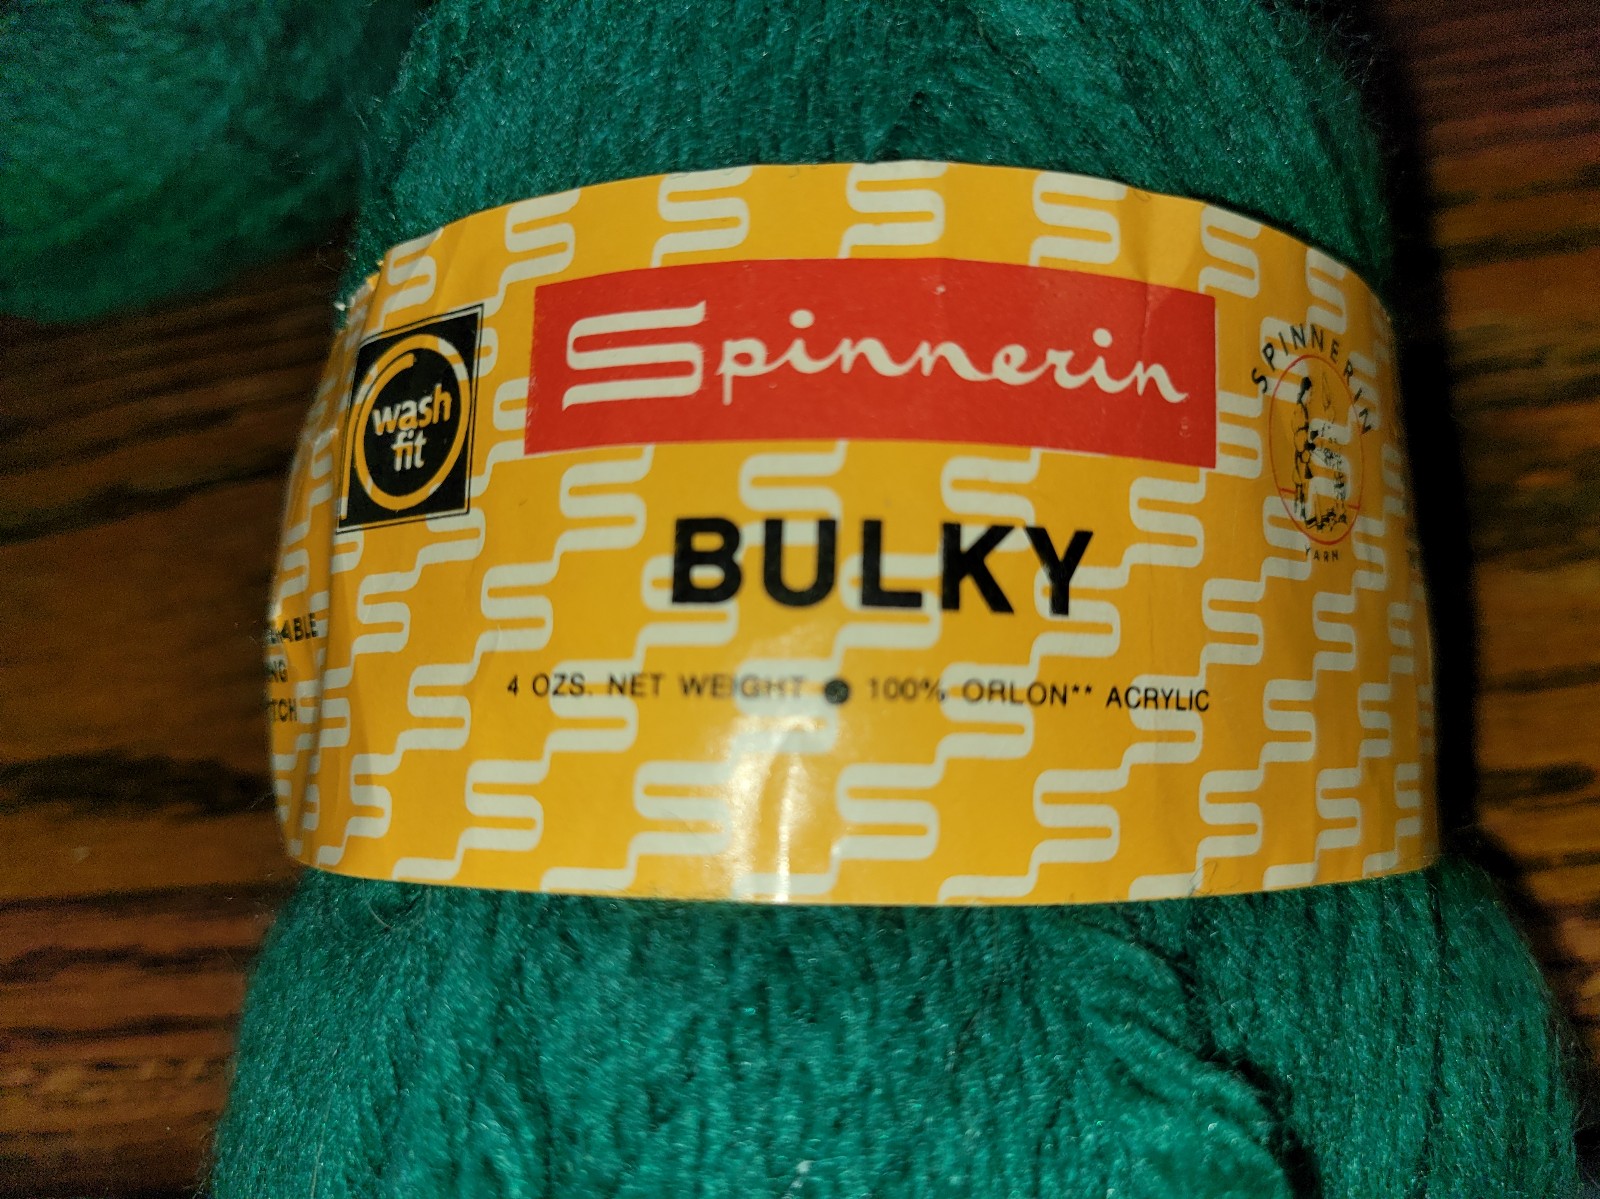 wash
fit
Spinnerin
SPINNERIN
YARN
BULKY
4 OZS. NET WEIGHT ● 100% ORLON** ACRYLIC